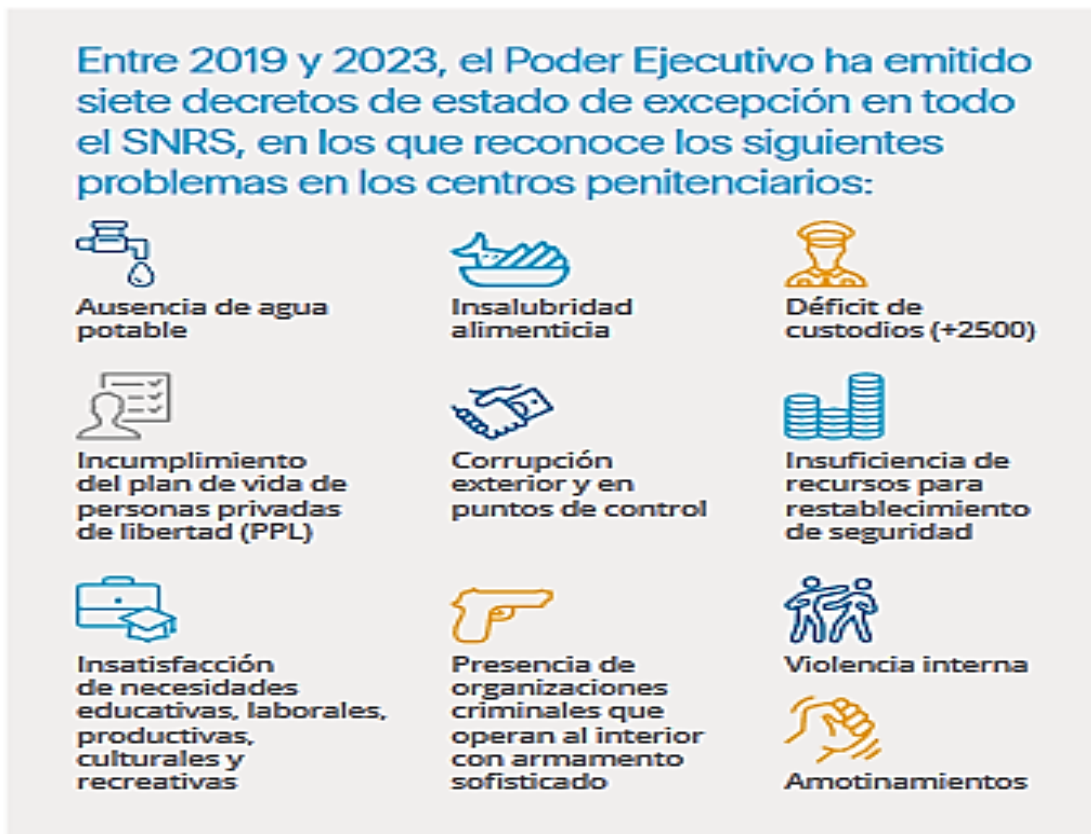 Entre 2019 y 2023, el Poder Ejecutivo ha emitido
siete decretos de estado de excepción en todo
el SNRS, en los que reconoce los siguientes
problemas en los centros penitenciarios:
Ausencia de agua
potable
Insalubridad
alimenticia
Déficit de
custodios (+2500)
Incumplimiento
del plan de vida de
personas privadas
de libertad (PPL)
Corrupción
exterior y en
puntos de control
Insuficiencia de
recursos para
restablecimiento
de seguridad
Insatisfacción
de necesidades
educativas, laborales,
productivas,
culturales y
recreativas
Presencia de
organizaciones
criminales que
operan al interior
con armamento
sofisticado
Violencia interna
Amotinamientos